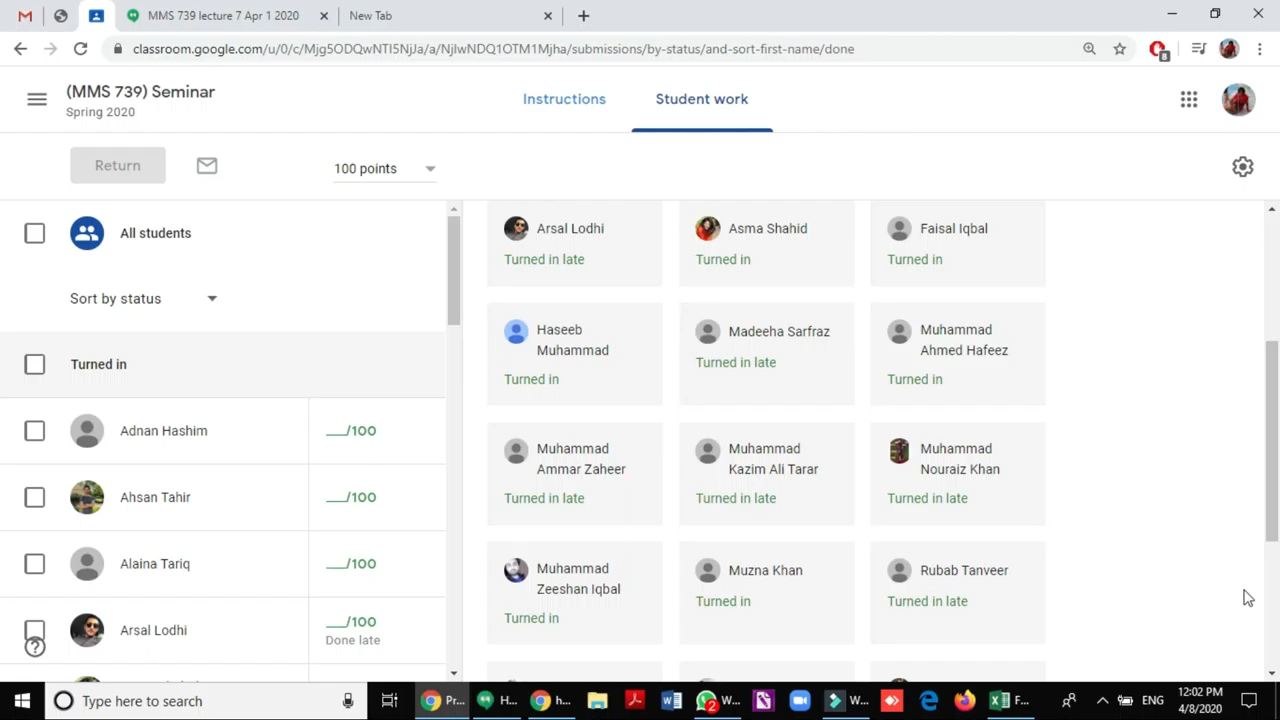 MMS 739 lecture 7 Apr 1 2020
New Tab
classroom.google.com/u/0/c/Mjg5ODQwNTI5NjJa/a/NjIwNDQ1OTM1Mjha/submissions/by-status/and-sort-first-name/done
8
(MMS 739) Seminar
Spring 2020
Instructions
Student work
Return
100 points
All students
Sort by status
Turned in
Adnan Hashim
__/100
Ahsan Tahir
__/100
Alaina Tariq
__/100
Arsal Lodhi
__/100
Done late
Arsal Lodhi
Turned in late
Asma Shahid
Turned in
Faisal Iqbal
Turned in
Haseeb
Muhammad
Turned in
Madeeha Sarfraz
Turned in late
Muhammad
Ahmed Hafeez
Turned in
Muhammad
Ammar Zaheer
Turned in late
Muhammad
Kazim Ali Tarar
Turned in late
Muhammad
Nouraiz Khan
Turned in late
Muhammad
Zeeshan Iqbal
Turned in
Muzna Khan
Turned in
Rubab Tanveer
Turned in late
Type here to search
Pr...
H...
h...
2
W...
W...
F...
ENG
12:02 PM
4/8/2020